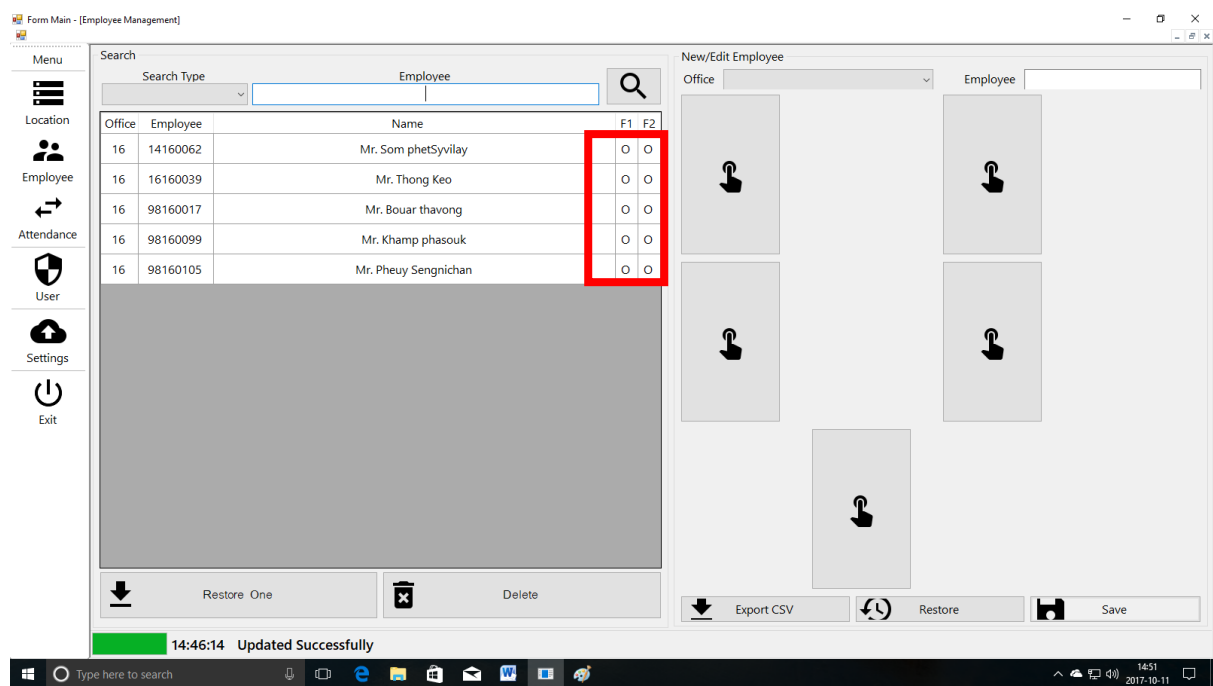 Form Main - [Employee Management]
Menu
Location
Employee
Attendance
User
Settings
Exit
Search
Search Type Employee
Office Employee Name F1 F2
16 14160062 Mr. Som phetSyvilay O O
16 16160039 Mr. Thong Keo O O
16 98160017 Mr. Bouar thavong O O
16 98160099 Mr. Khamp phasouk O O
16 98160105 Mr. Pheuy Sengnichan O O
Restore One Delete
New/Edit Employee
Office Employee
Export CSV Restore Save
14:46:14 Updated Successfully
Type here to search
14:51
2017-10-11